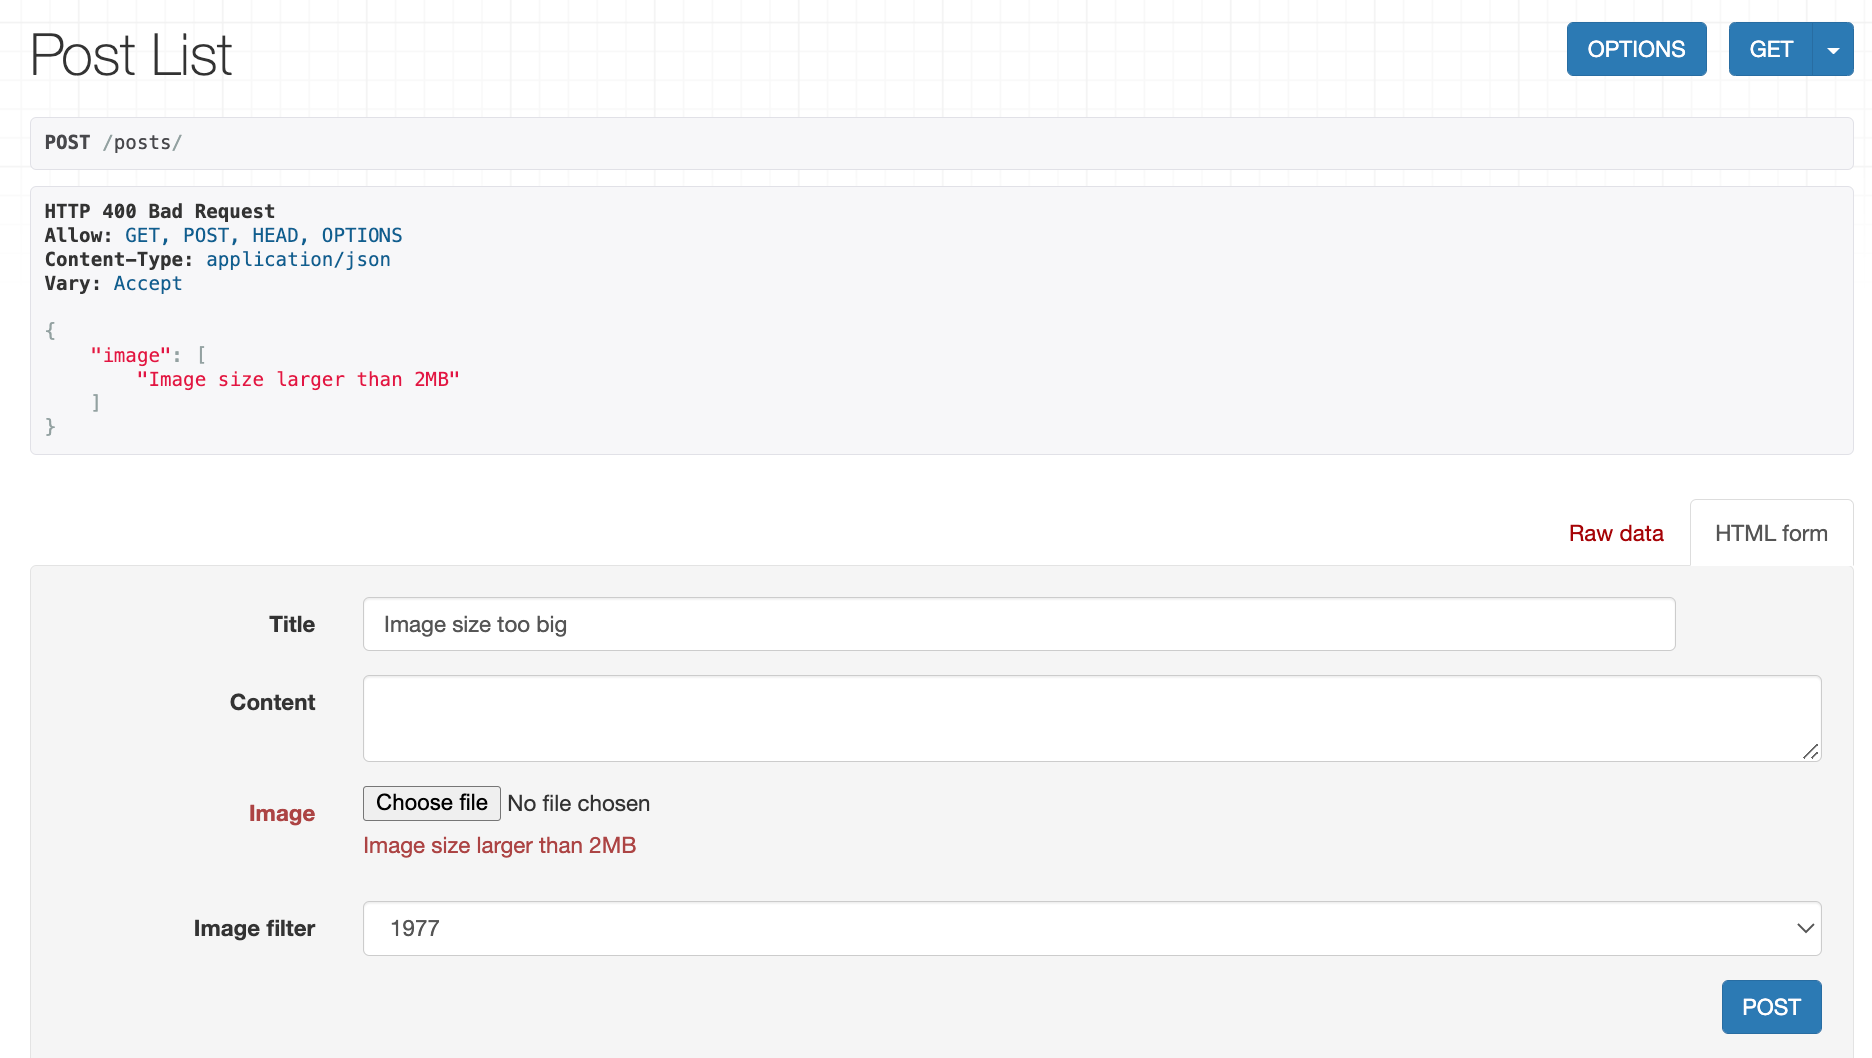 Post List
OPTIONS
GET
POST /posts/
HTTP 400 Bad Request
Allow: GET, POST, HEAD, OPTIONS
Content-Type: application/json
Vary: Accept
{
    "image": [
        "Image size larger than 2MB"
    ]
}
Raw data
HTML form
Title
Image size too big
Content
Image
Choose file No file chosen
Image size larger than 2MB
Image filter
1977
POST